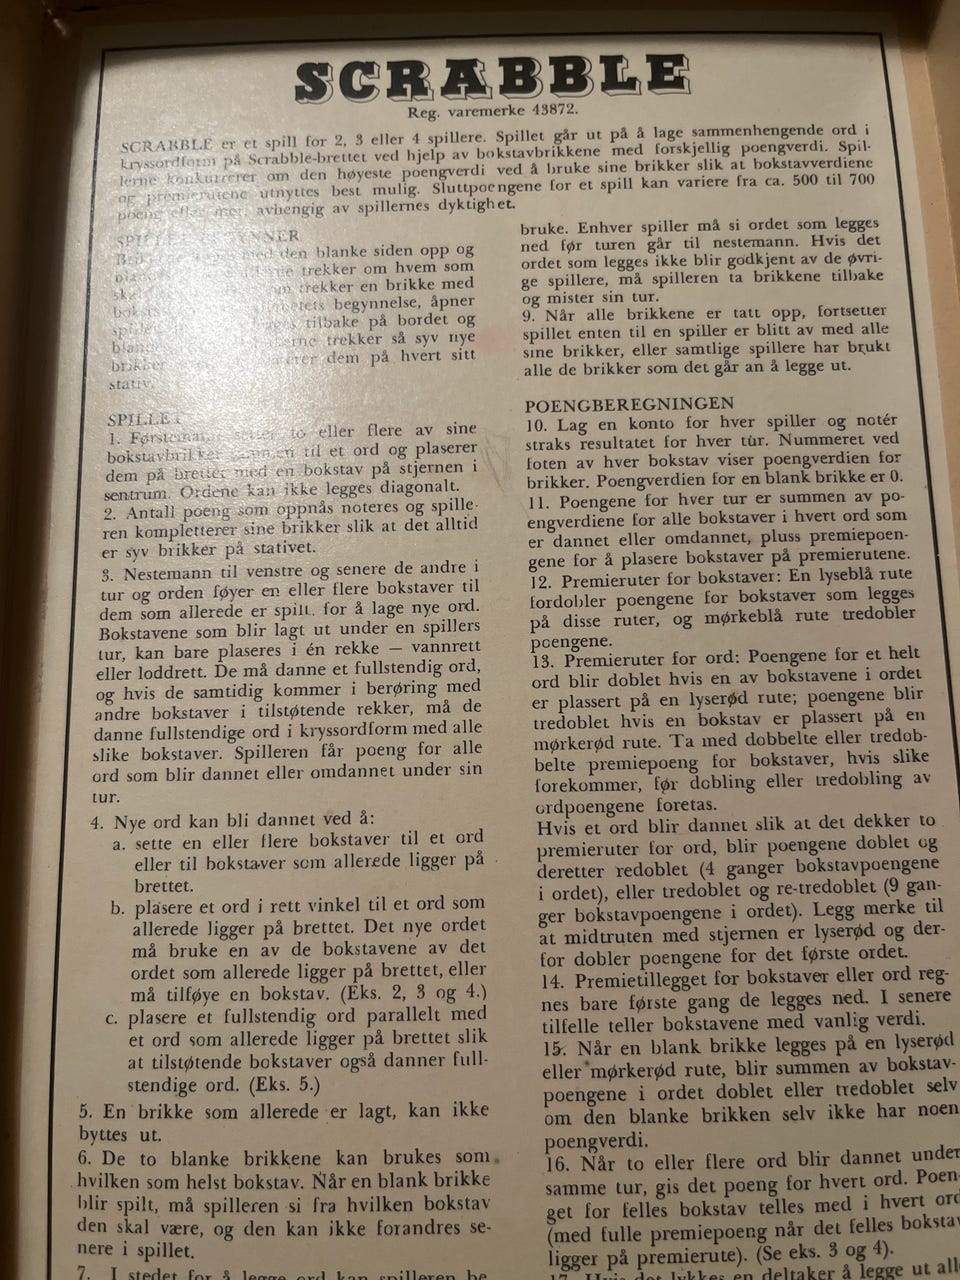 SCRABBLE
Reg. varemerke 43872.
SCRABBLE er et spill for 2, 3 eller 4 spillere. Spillet går ut på å lage sammenhengende ord i
kryssordform på Scrabble-brettet ved hjelp av bokstavbrikkene med forskjellig poengverdi. Spil-
lerne konkurrerer om den høyeste poengverdi ved å bruke sine brikker slik at bokstavverdiene
og premierutene utnyttes best mulig. Sluttpoengene for et spill kan variere fra ca. 500 til 700
poeng eller mer, avhengig av spillernes dyktighet.
med den blanke siden opp og
trekker om hvem som
trekker en brikke med
begynnelse, åpner
tilbake på bordet og
trekker så syv nye
brikker dem på hvert sitt
stativ.
SPILLET
1. Førstemann setter to eller flere av sine
bokstavbrikker sammen til et ord og plaserer
dem på brettet med en bokstav på stjernen i
sentrum. Ordene kan ikke legges diagonalt.
2. Antall poeng som oppnås noteres og spille-
ren kompletterer sine brikker slik at det alltid
er syv brikker på stativet.
3. Nestemann til venstre og senere de andre i
tur og orden føyer en eller flere bokstaver til
dem som allerede er spilt, for å lage nye ord.
Bokstavene som blir lagt ut under en spillers
tur, kan bare plaseres i én rekke — vannrett
eller loddrett. De må danne et fullstendig ord,
og hvis de samtidig kommer i berøring med
andre bokstaver i tilstøtende rekker, må de
danne fullstendige ord i kryssordform med alle
slike bokstaver. Spilleren får poeng for alle
ord som blir dannet eller omdannet under sin
tur.
4. Nye ord kan bli dannet ved å:
a. sette en eller flere bokstaver til et ord
eller til bokstaver som allerede ligger på
brettet.
b. plasere et ord i rett vinkel til et ord som
allerede ligger på brettet. Det nye ordet
må bruke en av de bokstavene av det
ordet som allerede ligger på brettet, eller
må tilføye en bokstav. (Eks. 2, 3 og 4.)
c. plasere et fullstendig ord parallelt med
et ord som allerede ligger på brettet slik
at tilstøtende bokstaver også danner full-
stendige ord. (Eks. 5.)
5. En brikke som allerede er lagt, kan ikke
byttes ut.
6. De to blanke brikkene kan brukes som
hvilken som helst bokstav. Når en blank brikke
blir spilt, må spilleren si fra hvilken bokstav
den skal være, og den kan ikke forandres se-
nere i spillet.
7. I stedet for å legge ord kan spilleren be
bruke. Enhver spiller må si ordet som legges
ned før turen går til nestemann. Hvis det
ordet som legges ikke blir godkjent av de øvri-
ge spillere, må spilleren ta brikkene tilbake
og mister sin tur.
9. Når alle brikkene er tatt opp, fortsetter
spillet enten til en spiller er blitt av med alle
sine brikker, eller samtlige spillere har brukt
alle de brikker som det går an å legge ut.
POENGBEREGNINGEN
10. Lag en konto for hver spiller og notér
straks resultatet for hver tur. Nummeret ved
foten av hver bokstav viser poengverdien for
brikker. Poengverdien for en blank brikke er 0.
11. Poengene for hver tur er summen av po-
engverdiene for alle bokstaver i hvert ord som
er dannet eller omdannet, pluss premiepoen-
gene for å plasere bokstaver på premierutene.
12. Premieruter for bokstaver: En lyseblå rute
fordobler poengene for bokstaver som legges
på disse ruter, og mørkeblå rute tredobler
poengene.
13. Premieruter for ord: Poengene for et helt
ord blir doblet hvis en av bokstavene i ordet
er plassert på en lyserød rute; poengene blir
tredoblet hvis en bokstav er plassert på en
mørkerød rute. Ta med dobbelte eller tredob-
belte premiepoeng for bokstaver, hvis slike
forekommer, før dobling eller tredobling av
ordpoengene foretas.
Hvis et ord blir dannet slik at det dekker to
premieruter for ord, blir poengene doblet og
deretter redoblet (4 ganger bokstavpoengene
i ordet), eller tredoblet og re-tredoblet (9 gan-
ger bokstavpoengene i ordet). Legg merke til
at midtruten med stjernen er lyserød og der-
for dobler poengene for det første ordet.
14. Premietillegget for bokstaver eller ord reg-
nes bare første gang de legges ned. I senere
tilfelle teller bokstavene med vanlig verdi.
15. Når en blank brikke legges på en lyserød
eller mørkerød rute, blir summen av bokstav-
poengene i ordet doblet eller tredoblet selv
om den blanke brikken selv ikke har noen
poengverdi.
16. Når to eller flere ord blir dannet under
samme tur, gis det poeng for hvert ord. Poen-
get for felles bokstav telles med i hvert ord
(med fulle premiepoeng når det felles bokstav
ligger på premierute). (Se eks. 3 og 4).
17. Hvis det lykkes en deltaker å legge ut alle